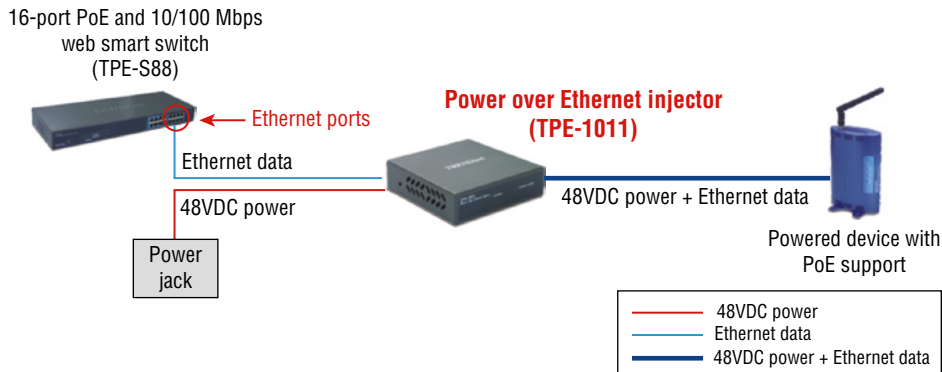 16-port PoE and 10/100 Mbps
web smart switch
(TPE-S88)
Ethernet ports
Power over Ethernet injector
(TPE-1011)
Ethernet data
48VDC power
48VDC power + Ethernet data
Power
jack
Powered device with
PoE support
48VDC power
Ethernet data
48VDC power + Ethernet data